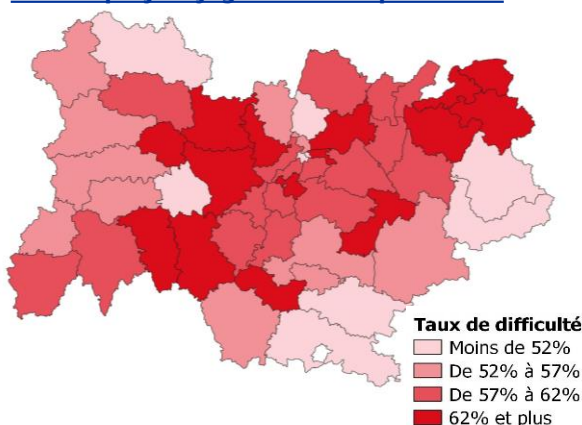 Taux de difficulté
Moins de 52%
De 52% à 57%
De 57% à 62%
62% et plus